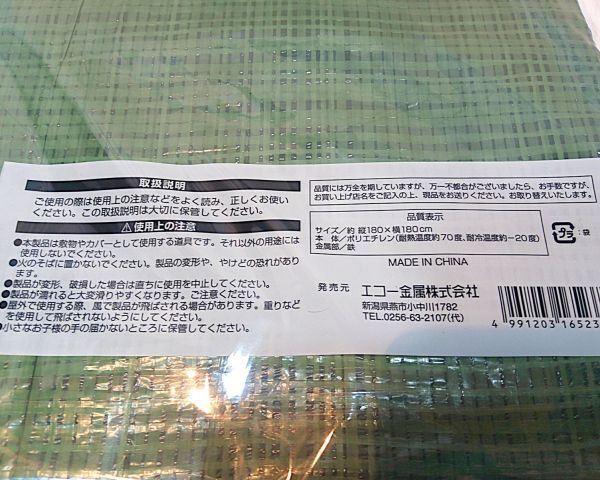 取扱説明
ご使用の際は使用上の注意などをよく読み、正しくお使い
ください。この取扱説明は大切に保管してください。
⚠使用上の注意
●本製品は敷物やカバーとして使用する道具です。それ以外の用途には
使用しないでください。
●火のそばに置かないでください。製品の変形や、やけどの恐れがあり
ます。
●製品が変形、破損した場合は直ちに使用を中止してください。
●製品が濡れると大変滑りやすくなります。ご注意ください。
●屋外で使用する際、風で製品が飛ばされる場合があります。重りなど
を使用して飛ばされないようにしてください。
●小さなお子様の手の届かないところに保管してください。
品質には万全を期していますが、万一不都合がございましたら、お手数ですが、
お買い上げ店名をご記入の上、現品をお送りください。お取り替えいたします。
品質表示
サイズ/約 縦180×横180cm
本 体/ポリエチレン(耐熱温度約70度、耐冷温度約-20度)
金属部/鉄
プラ
:袋
MADE IN CHINA
発売元 エコー金属株式会社
新潟県燕市小中川1782
TEL.0256-63-2107(代)
4 991203 16523